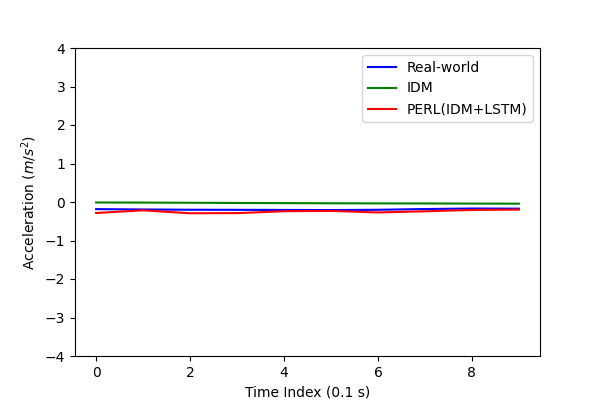 Real-world
IDM
PERL(IDM+LSTM)
4
3
2
1
0
−1
−2
−3
−4
Acceleration (m/s²)
0 2 4 6 8
Time Index (0.1 s)